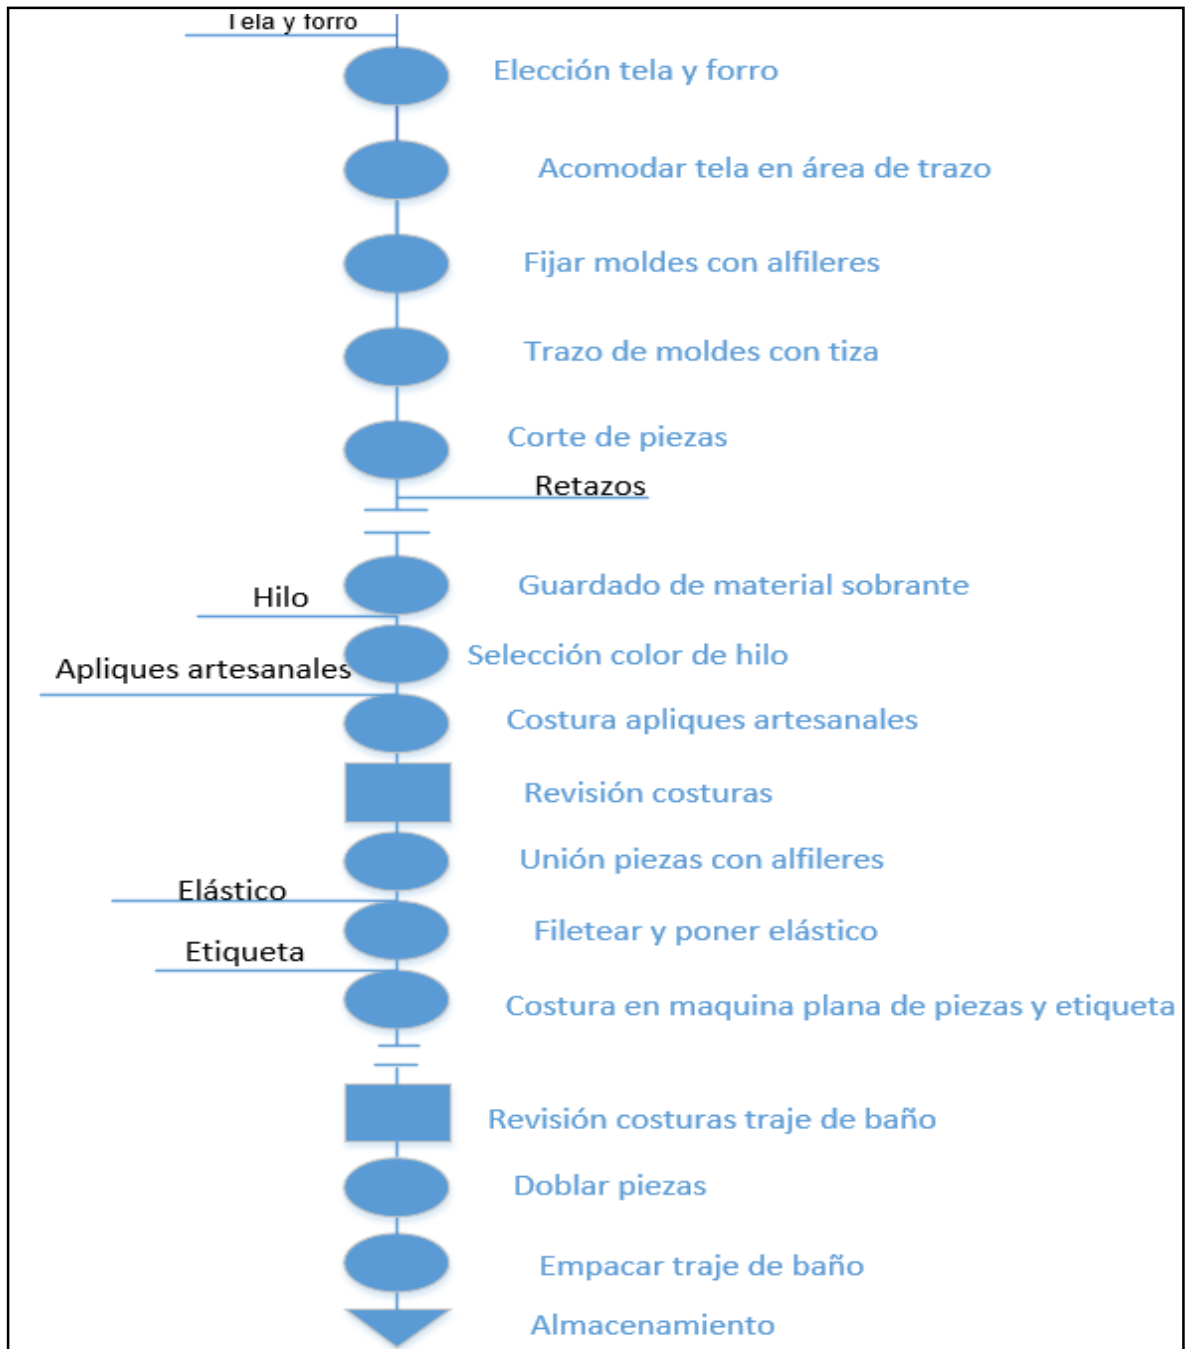 Tela y forro
Elección tela y forro
Acomodar tela en área de trazo
Fijar moldes con alfileres
Trazo de moldes con tiza
Corte de piezas
Retazos
Guardado de material sobrante
Hilo
Selección color de hilo
Apliques artesanales
Costura apliques artesanales
Revisión costuras
Unión piezas con alfileres
Elástico
Filetear y poner elástico
Etiqueta
Costura en maquina plana de piezas y etiqueta
Revisión costuras traje de baño
Doblar piezas
Empacar traje de baño
Almacenamiento